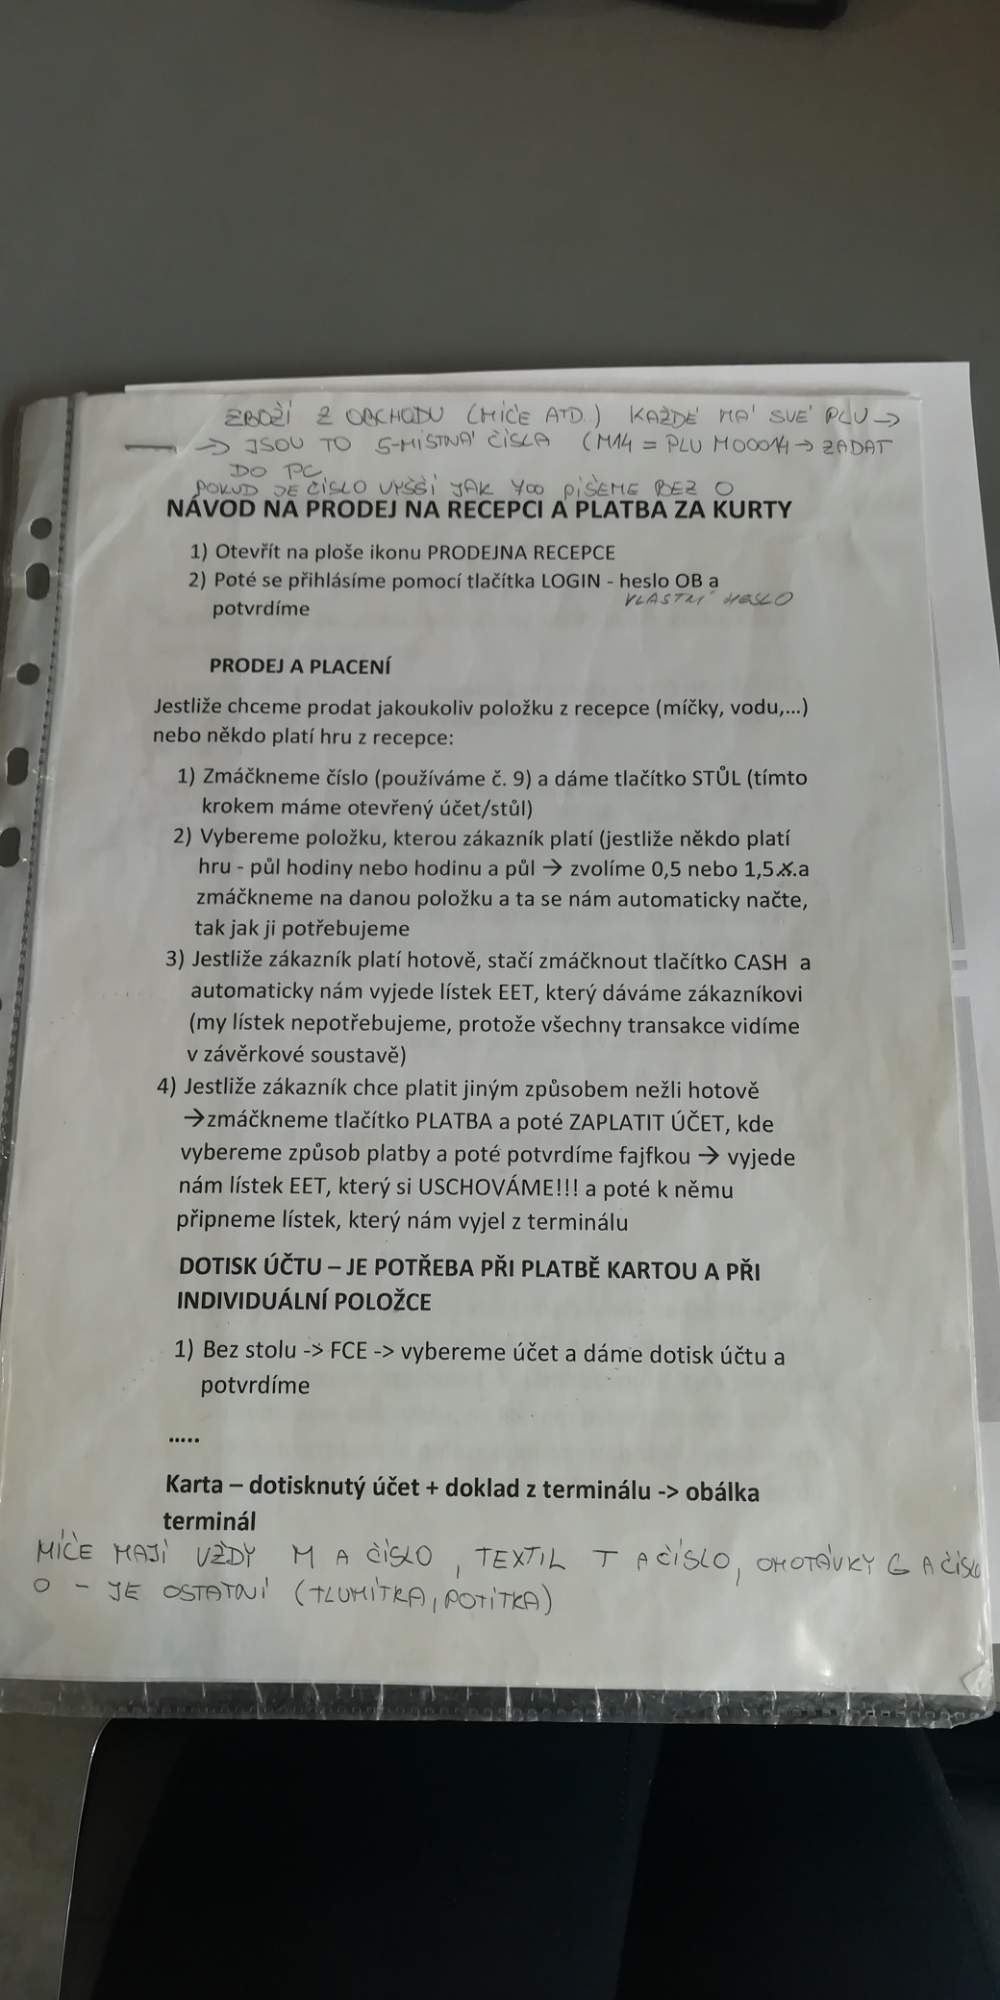 ZBOŽÍ Z OBCHODU (MÍČE ATD.) KAŽDÉ MÁ SVÉ PLU →
→ JSOU TO 5-MÍSTNÁ ČÍSLA (M14 = PLU M00014 → ZADAT
DO PC
POKUD JE ČÍSLO VYŠŠÍ JAK 400 PÍŠEME BEZ 0
NÁVOD NA PRODEJ NA RECEPCI A PLATBA ZA KURTY
1) Otevřít na ploše ikonu PRODEJNA RECEPCE
2) Poté se přihlásíme pomocí tlačítka LOGIN - heslo OB a
VLASTNÍ HESLO
potvrdíme
PRODEJ A PLACENÍ
Jestliže chceme prodat jakoukoliv položku z recepce (míčky, vodu,...)
nebo někdo platí hru z recepce:
1) Zmáčkneme číslo (používáme č. 9) a dáme tlačítko STŮL (tímto
krokem máme otevřený účet/stůl)
2) Vybereme položku, kterou zákazník platí (jestliže někdo platí
hru - půl hodiny nebo hodinu a půl → zvolíme 0,5 nebo 1,5 X a
zmáčkneme na danou položku a ta se nám automaticky načte,
tak jak ji potřebujeme
3) Jestliže zákazník platí hotově, stačí zmáčknout tlačítko CASH a
automaticky nám vyjede lístek EET, který dáváme zákazníkovi
(my lístek nepotřebujeme, protože všechny transakce vidíme
v závěrkové soustavě)
4) Jestliže zákazník chce platit jiným způsobem nežli hotově
→zmáčkneme tlačítko PLATBA a poté ZAPLATIT ÚČET, kde
vybereme způsob platby a poté potvrdíme fajfkou → vyjede
nám lístek EET, který si USCHOVÁME!!! a poté k němu
připneme lístek, který nám vyjel z terminálu
DOTISK ÚČTU – JE POTŘEBA PŘI PLATBĚ KARTOU A PŘI
INDIVIDUÁLNÍ POLOŽCE
1) Bez stolu -> FCE -> vybereme účet a dáme dotisk účtu a
potvrdíme
.....
Karta – dotisknutý účet + doklad z terminálu -> obálka
terminál
MÍČE MAJÍ VŽDY M A ČÍSLO, TEXTIL T A ČÍSLO, OMOTÁVKY G A ČÍSLO
O - JE OSTATNÍ (TLUMÍTKA, POTÍTKA)